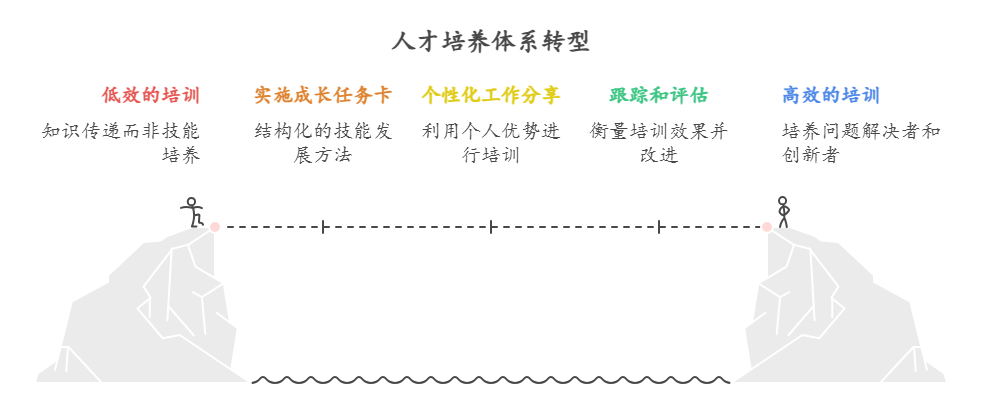 人才培养体系转型
低效的培训
知识传递而非技能
培养
实施成长任务卡
结构化的技能发
展方法
个性化工作分享
利用个人优势进
行培训
跟踪和评估
衡量培训效果并
改进
高效的培训
培养问题解决者和
创新者